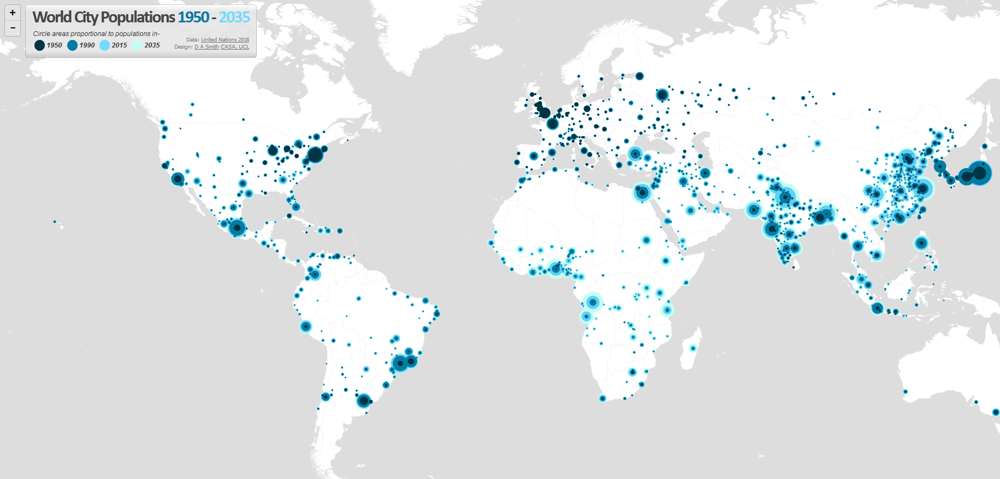 +
−
World City Populations 1950 - 2035
Circle areas proportional to populations in-
1950 1990 2015 2035
Data: United Nations 2018
Design: D A Smith CASA, UCL